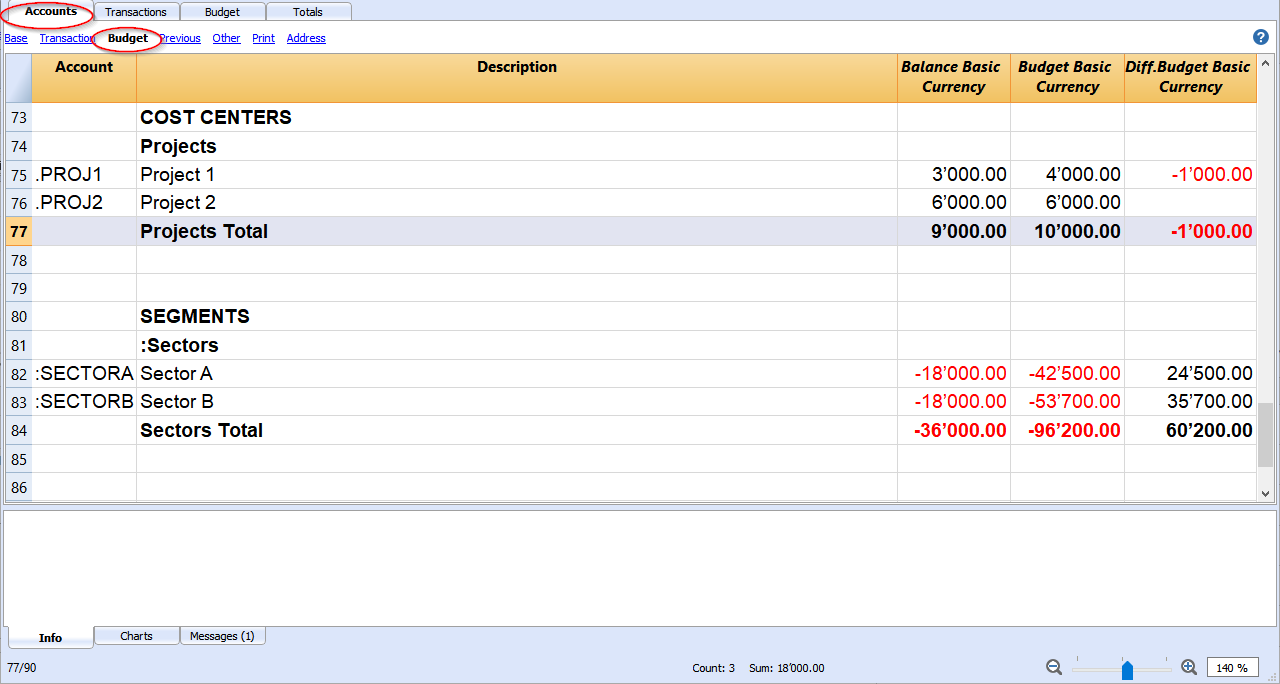 Accounts Transactions Budget Totals
Base Transaction Budget Previous Other Print Address ?
Account Description Balance Basic Currency Budget Basic Currency Diff.Budget Basic Currency
73 COST CENTERS
74 Projects
75 .PROJ1 Project 1 3’000.00 4’000.00 -1’000.00
76 .PROJ2 Project 2 6’000.00 6’000.00
77 Projects Total 9’000.00 10’000.00 -1’000.00
78
79
80 SEGMENTS
81 :Sectors
82 :SECTORA Sector A -18’000.00 -42’500.00 24’500.00
83 :SECTORB Sector B -18’000.00 -53’700.00 35’700.00
84 Sectors Total -36’000.00 -96’200.00 60’200.00
85
86
Info Charts Messages (1)
77/90 Count: 3 Sum: 18’000.00 140 %